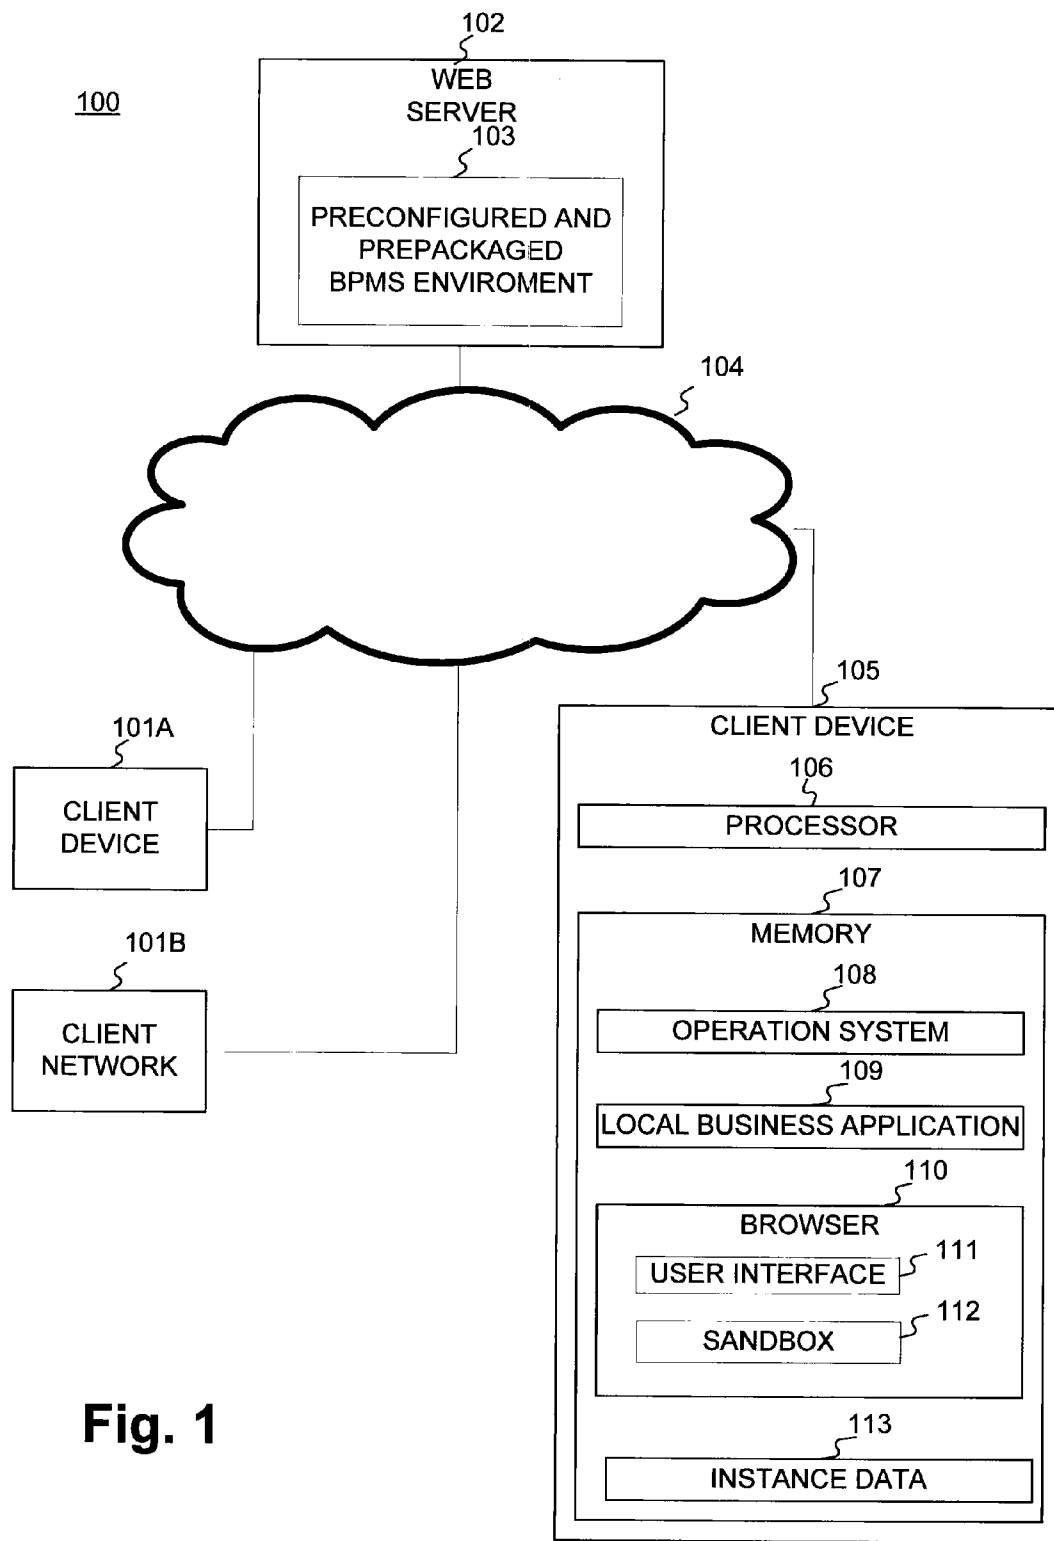 102
WEB
SERVER
100
103
PRECONFIGURED AND
PREPACKAGED
BPMS ENVIROMENT
104
105
CLIENT DEVICE
101A
CLIENT
DEVICE
106
PROCESSOR
107
MEMORY
101B
CLIENT
NETWORK
108
OPERATION SYSTEM
109
LOCAL BUSINESS APPLICATION
110
BROWSER
USER INTERFACE
111
SANDBOX
112
113
INSTANCE DATA
Fig. 1